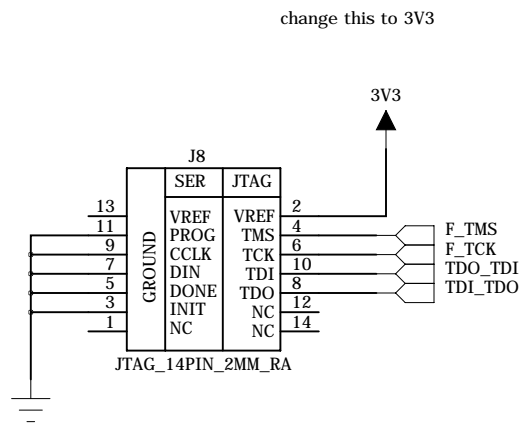 change this to 3V3
3V3
J8
SER JTAG
13 VREF VREF 2
11 PROG TMS 4 F_TMS
9 CCLK TCK 6 F_TCK
7 DIN TDI 10 TDO_TDI
5 DONE TDO 8 TDI_TDO
3 INIT NC 12
1 NC NC 14
GROUND
JTAG_14PIN_2MM_RA